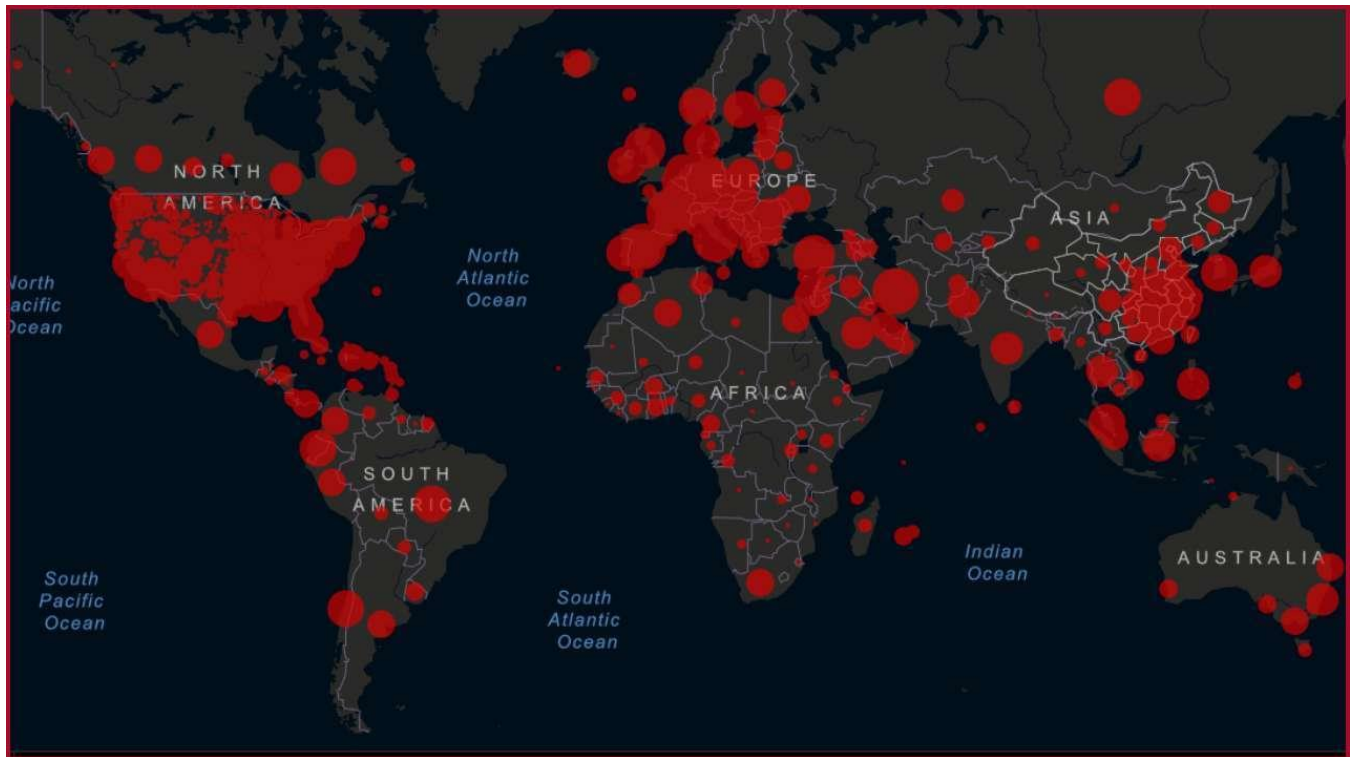 NORTH
AMERICA
EUROPE
ASIA
North
Atlantic
Ocean
North
acific
Ocean
AFRICA
SOUTH
AMERICA
Indian
Ocean
AUSTRALIA
South
Pacific
Ocean
South
Atlantic
Ocean